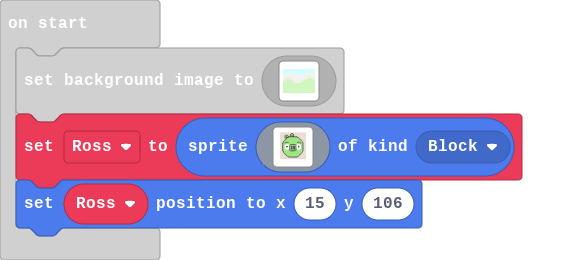 on start
set background image to
set Ross to sprite of kind Block
set Ross position to x 15 y 106